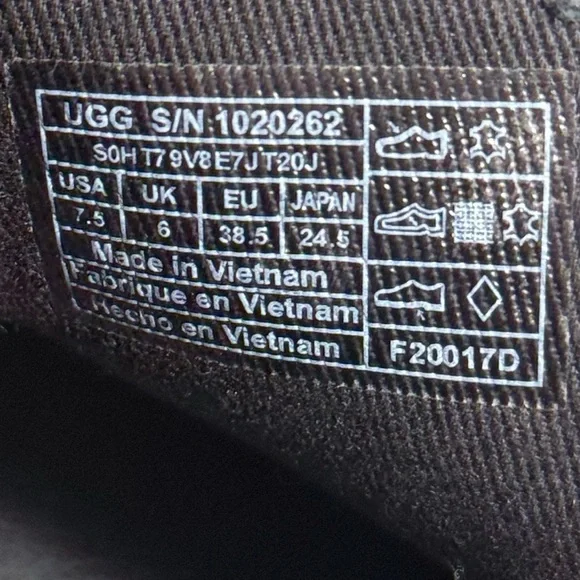 UGG S/N 1020262
S0H T7 9V8 E7J T20J
USA UK EU JAPAN
7.5 6 38.5 24.5
Made in Vietnam
Fabrique en Vietnam
Hecho en Vietnam
F20017D